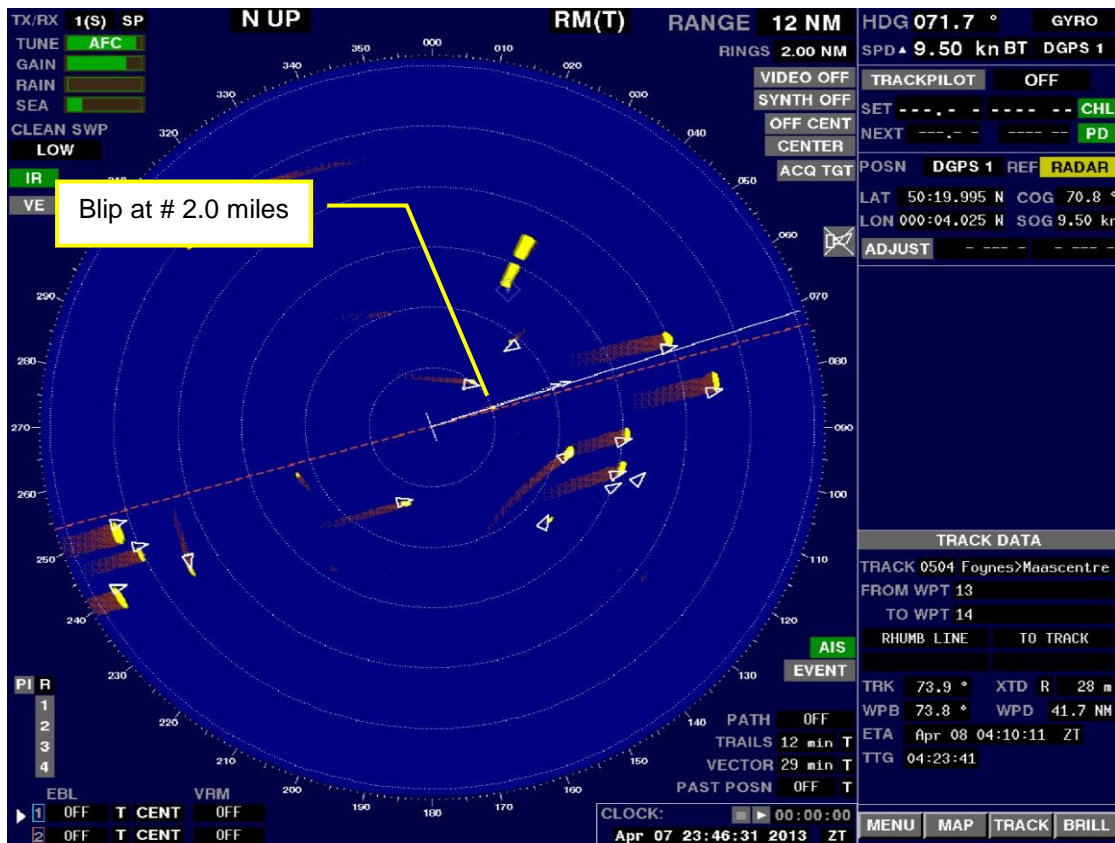 TX/RX 1(S) SP
TUNE AFC
GAIN
RAIN
SEA
CLEAN SWP
LOW
IR
VE
N UP
RM(T)
RANGE 12 NM
RINGS 2.00 NM
VIDEO OFF
SYNTH OFF
OFF CENT
CENTER
ACQ TGT
Blip at # 2.0 miles
000
010
020
030
040
050
060
070
080
090
100
110
120
130
140
150
160
170
180
190
200
210
220
230
240
250
260
270
280
290
320
330
340
350
AIS
EVENT
PATH OFF
TRAILS 12 min T
VECTOR 29 min T
PAST POSN OFF T
PI R
1
2
3
4
EBL VRM
1 OFF T CENT OFF
2 OFF T CENT OFF
CLOCK: 00:00:00
Apr 07 23:46:31 2013 ZT
HDG 071.7 ° GYRO
SPD 9.50 kn BT DGPS 1
TRACKPILOT OFF
SET ---.- - ---- -- CHL
NEXT ---.- - ---- -- PD
POSN DGPS 1 REF RADAR
LAT 50:19.995 N COG 70.8 °
LON 000:04.025 W SOG 9.50 kn
ADJUST - --- - - --- -
TRACK DATA
TRACK 0504 Foynes>Maascentre
FROM WPT 13
TO WPT 14
RHUMB LINE TO TRACK
TRK 73.9 ° XTD R 28 m
WPB 73.8 ° WPD 41.7 NM
ETA Apr 08 04:10:11 ZT
TTG 04:23:41
MENU MAP TRACK BRILL